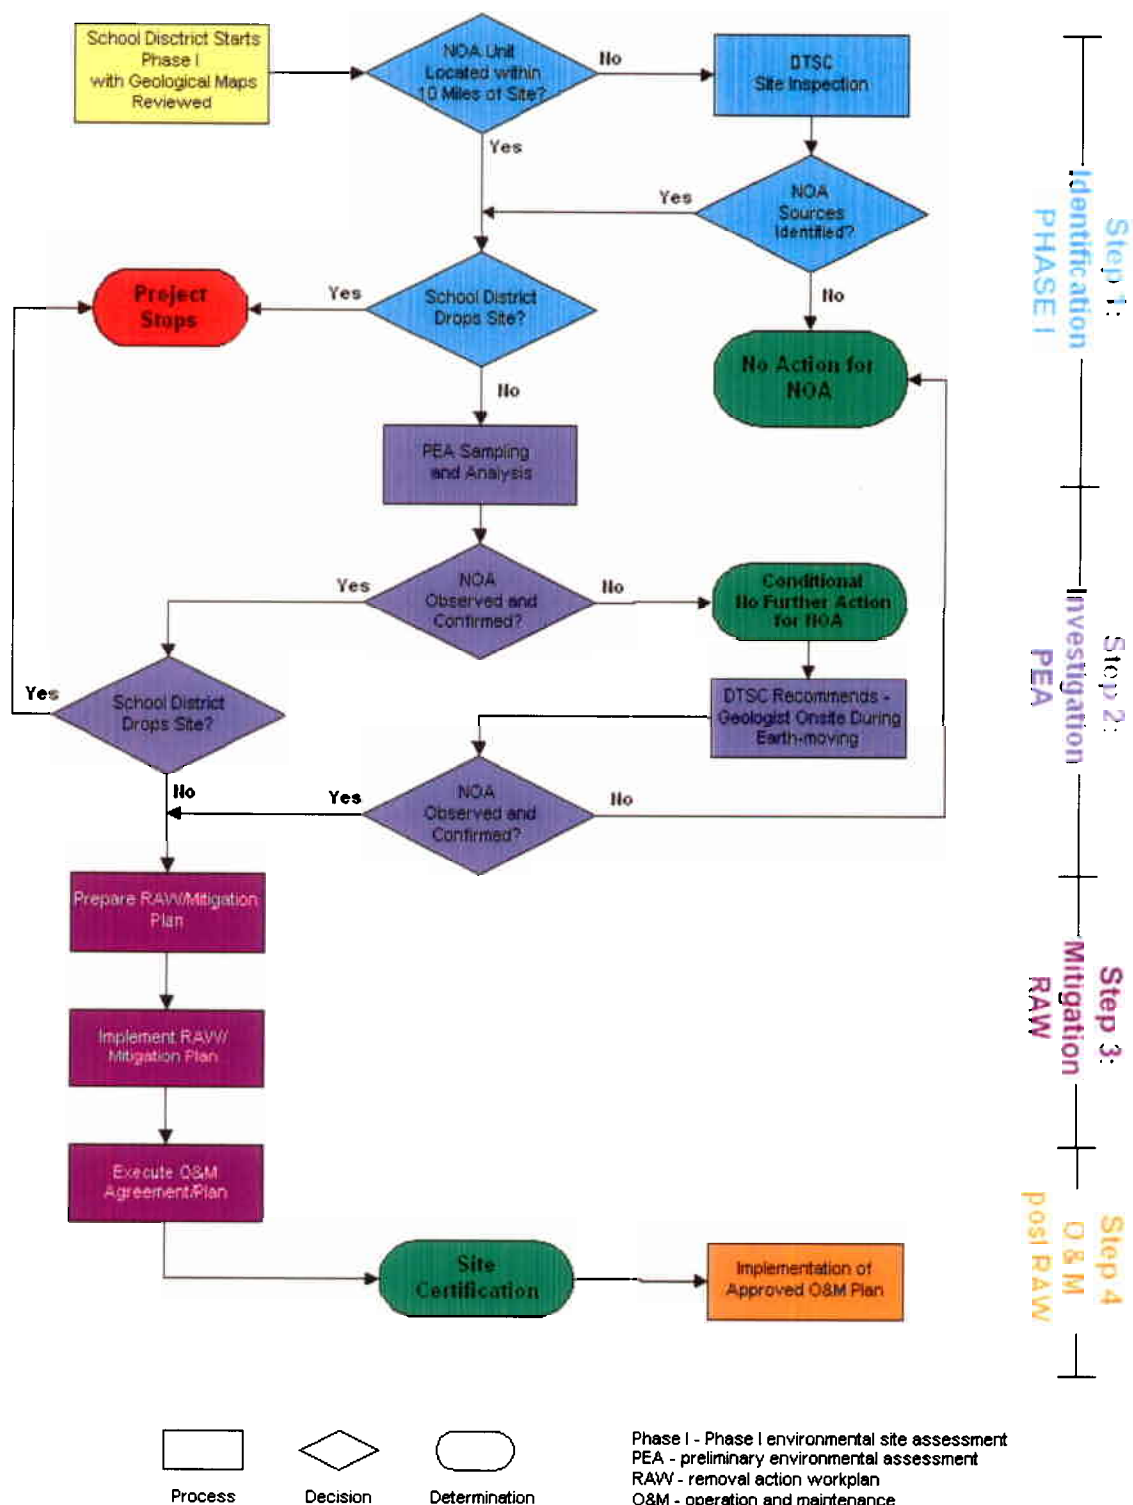 School Disctrict Starts
Phase I
with Geological Maps
Reviewed
NOA Unit
Located within
10 Miles of Site?
No
DTSC
Site Inspection
Yes
Yes
NOA
Sources
Identified?
No
No Action for
NOA
School District
Drops Site?
Yes
Project
Stops
No
PEA Sampling
and Analysis
NOA
Observed and
Confirmed?
Yes
No
Conditional
No Further Action
for NOA
DTSC Recommends -
Geologist Onsite During
Earth-moving
Yes
School District
Drops Site?
No
Yes
NOA
Observed and
Confirmed?
No
Prepare RAW/Mitigation
Plan
Implement RAW/
Mitigation Plan
Execute O&M
Agreement/Plan
Site
Certification
Implementation of
Approved O&M Plan
Step 1:
Identification
PHASE I
Step 2:
Investigation
PEA
Step 3:
Mitigation
RAW
Step 4
O & M
post RAW
Process
Decision
Determination
Phase I - Phase I environmental site assessment
PEA - preliminary environmental assessment
RAW - removal action workplan
O&M - operation and maintenance